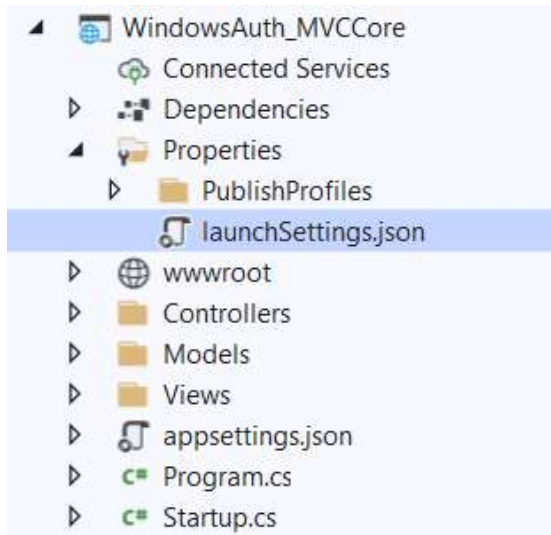 WindowsAuth_MVCCore
Connected Services
Dependencies
Properties
PublishProfiles
launchSettings.json
wwwroot
Controllers
Models
Views
appsettings.json
C# Program.cs
C# Startup.cs